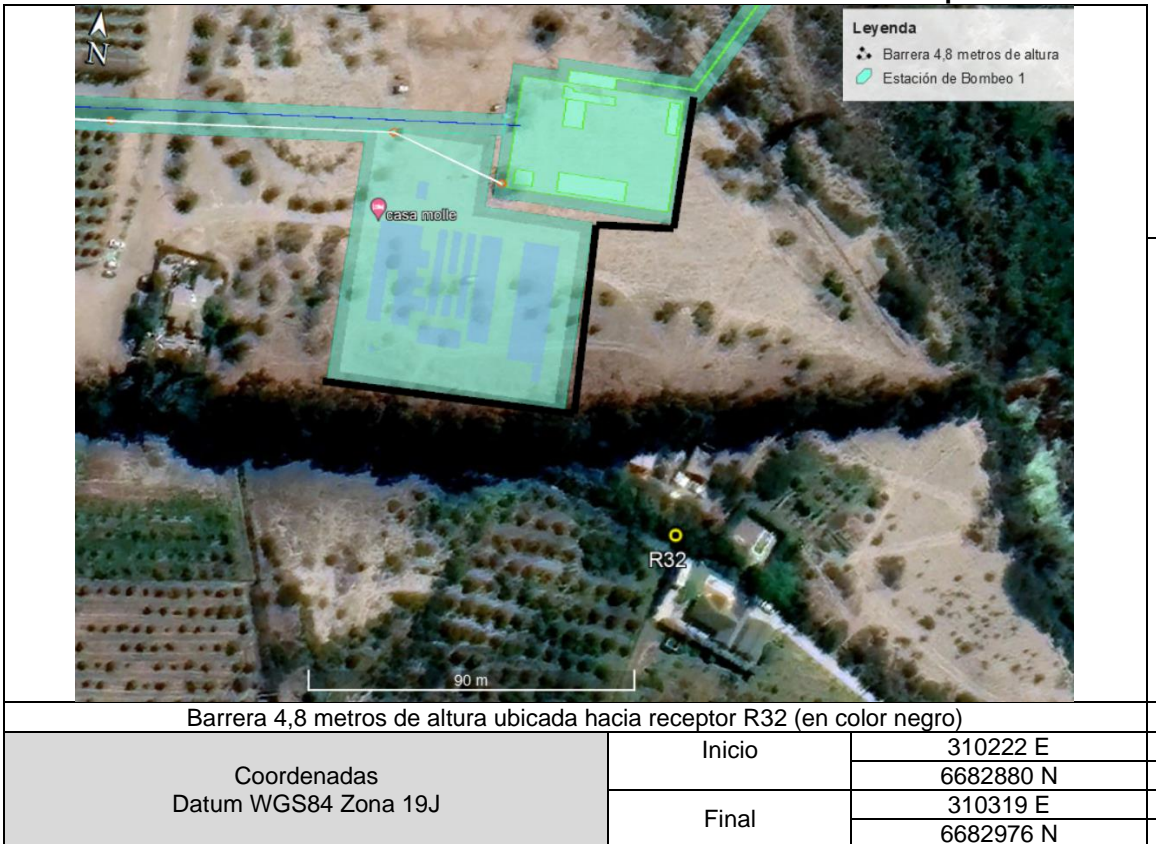 N
Leyenda
Barrera 4,8 metros de altura
Estación de Bombeo 1
casa molle
R32
90 m
Barrera 4,8 metros de altura ubicada hacia receptor R32 (en color negro)
Coordenadas
Datum WGS84 Zona 19J
Inicio
310222 E
6682880 N
Final
310319 E
6682976 N